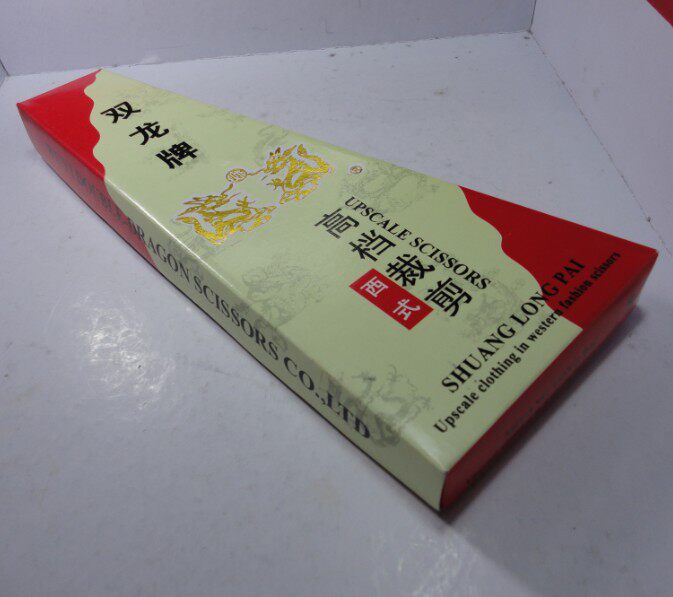 双龙牌
UPSCALE SCISSORS
高档裁剪
西式
SHUANG LONG PAI
Upscale clothing in western fashion scissors
DRAGON SCISSORS CO.,LTD